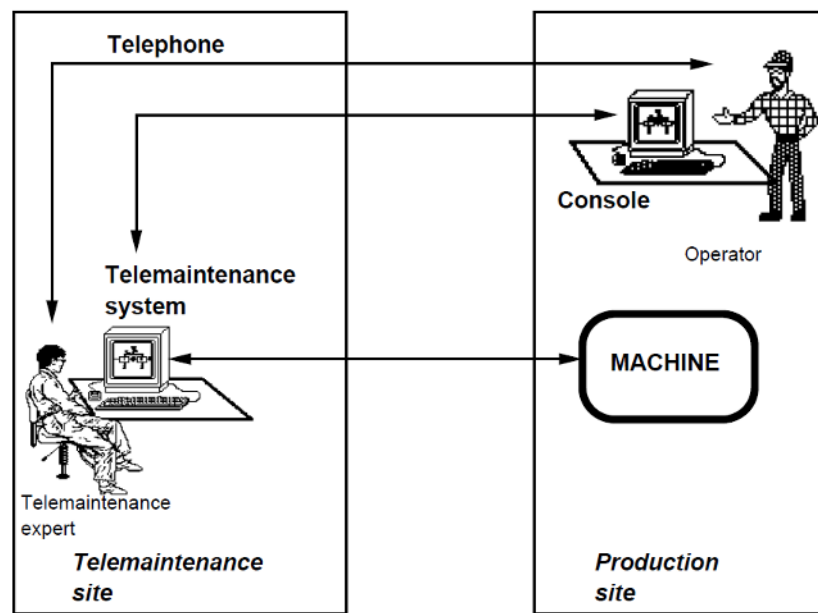 Telephone
Console
Operator
Telemaintenance
system
MACHINE
Telemaintenance
expert
Telemaintenance
site
Production
site